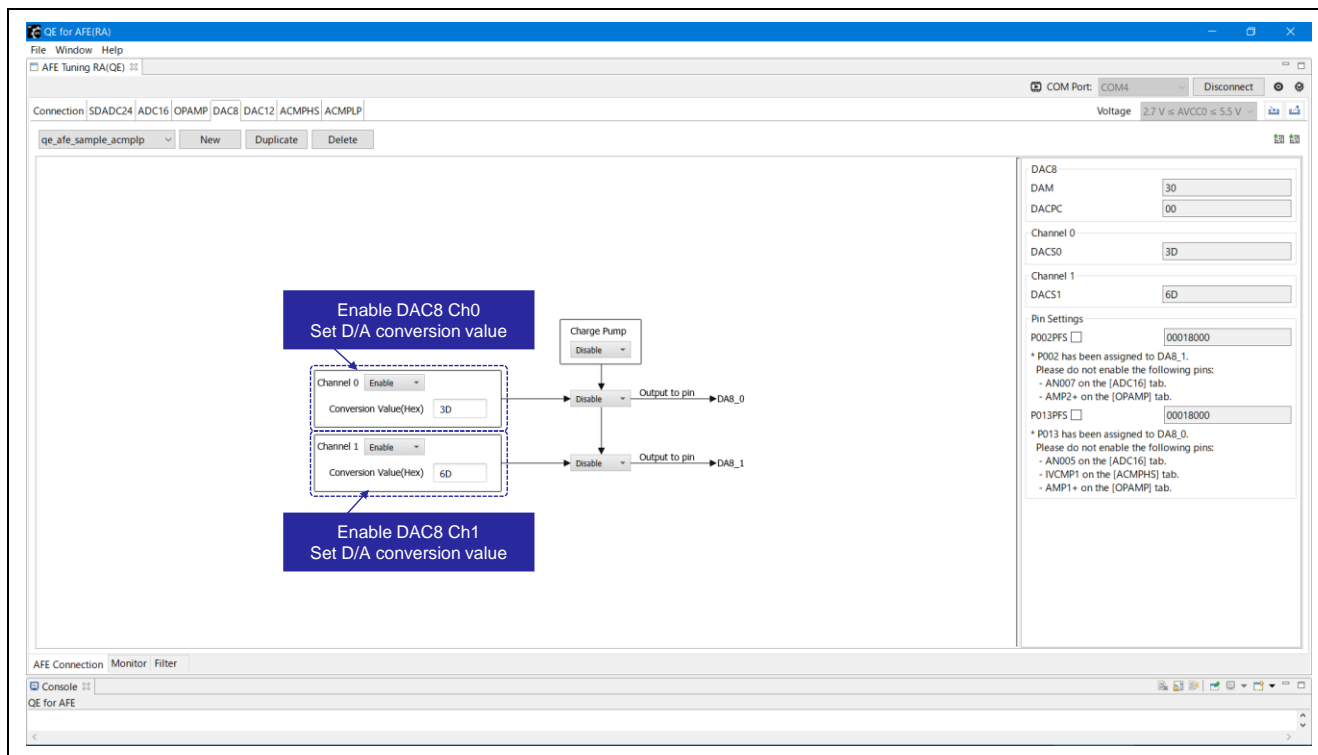 QE for AFE(RA)
File Window Help
AFE Tuning RA(QE)
COM Port: COM4 Disconnect
Connection SDADC24 ADC16 OPAMP DAC8 DAC12 ACMPHS ACMPLP
Voltage 2.7 V ≤ AVCC0 ≤ 5.5 V
qe_afe_sample_acmplp New Duplicate Delete
Enable DAC8 Ch0
Set D/A conversion value
Charge Pump
Disable
Channel 0 Enable
Conversion Value(Hex) 3D
Disable Output to pin DA8_0
Channel 1 Enable
Conversion Value(Hex) 6D
Disable Output to pin DA8_1
Enable DAC8 Ch1
Set D/A conversion value
DAC8
DAM 30
DACPC 00
Channel 0
DACS0 3D
Channel 1
DACS1 6D
Pin Settings
P002PFS 00018000
* P002 has been assigned to DA8_1.
Please do not enable the following pins:
- AN007 on the [ADC16] tab.
- AMP2+ on the [OPAMP] tab.
P013PFS 00018000
* P013 has been assigned to DA8_0.
Please do not enable the following pins:
- AN005 on the [ADC16] tab.
- IVCMP1 on the [ACMPHS] tab.
- AMP1+ on the [OPAMP] tab.
AFE Connection Monitor Filter
Console
QE for AFE